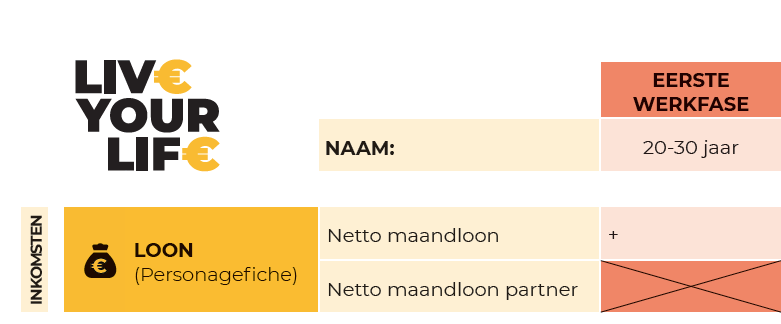 LIV€
YOUR
LIF€
EERSTE
WERKFASE
NAAM:
20-30 jaar
INKOMSTEN
LOON
(Personagefiche)
Netto maandloon
+
Netto maandloon partner